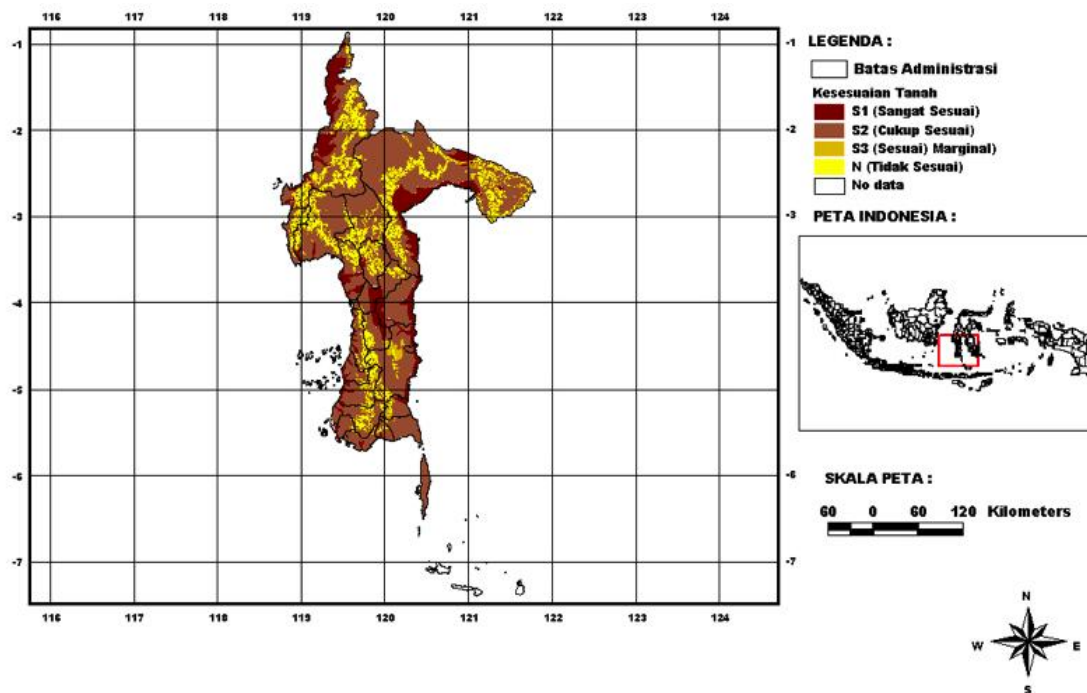 116 117 118 119 120 121 122 123 124
-1 -1
-2 -2
-3 -3
-4 -4
-5 -5
-6 -6
-7 -7
116 117 118 119 120 121 122 123 124
LEGENDA :
Batas Administrasi
Kesesuaian Tanah
S1 (Sangat Sesuai)
S2 (Cukup Sesuai)
S3 (Sesuai) Marginal)
N (Tidak Sesuai)
No data
PETA INDONESIA :
SKALA PETA :
60 0 60 120 Kilometers
N
W E
S